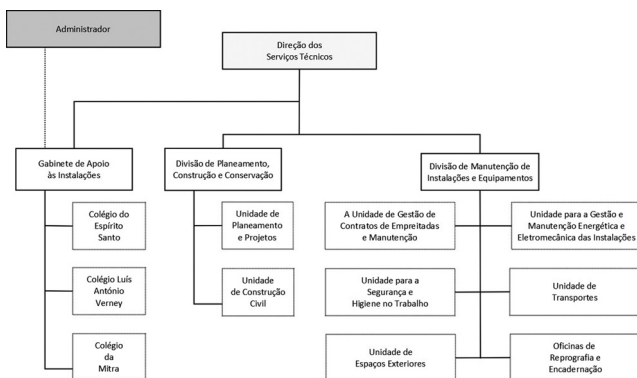 Administrador
Direção dos
Serviços Técnicos
Gabinete de Apoio
às Instalações
Divisão de Planeamento,
Construção e Conservação
Divisão de Manutenção de
Instalações e Equipamentos
Colégio do
Espírito
Santo
Unidade de
Planeamento
e Projetos
A Unidade de Gestão de
Contratos de Empreitadas
e Manutenção
Unidade para a Gestão e
Manutenção Energética e
Eletromecânica das Instalações
Colégio Luís
António
Verney
Unidade
de Construção
Civil
Unidade para a
Segurança e
Higiene no Trabalho
Unidade de
Transportes
Colégio
da
Mitra
Unidade de
Espaços Exteriores
Oficinas de
Reprografia e
Encadernação